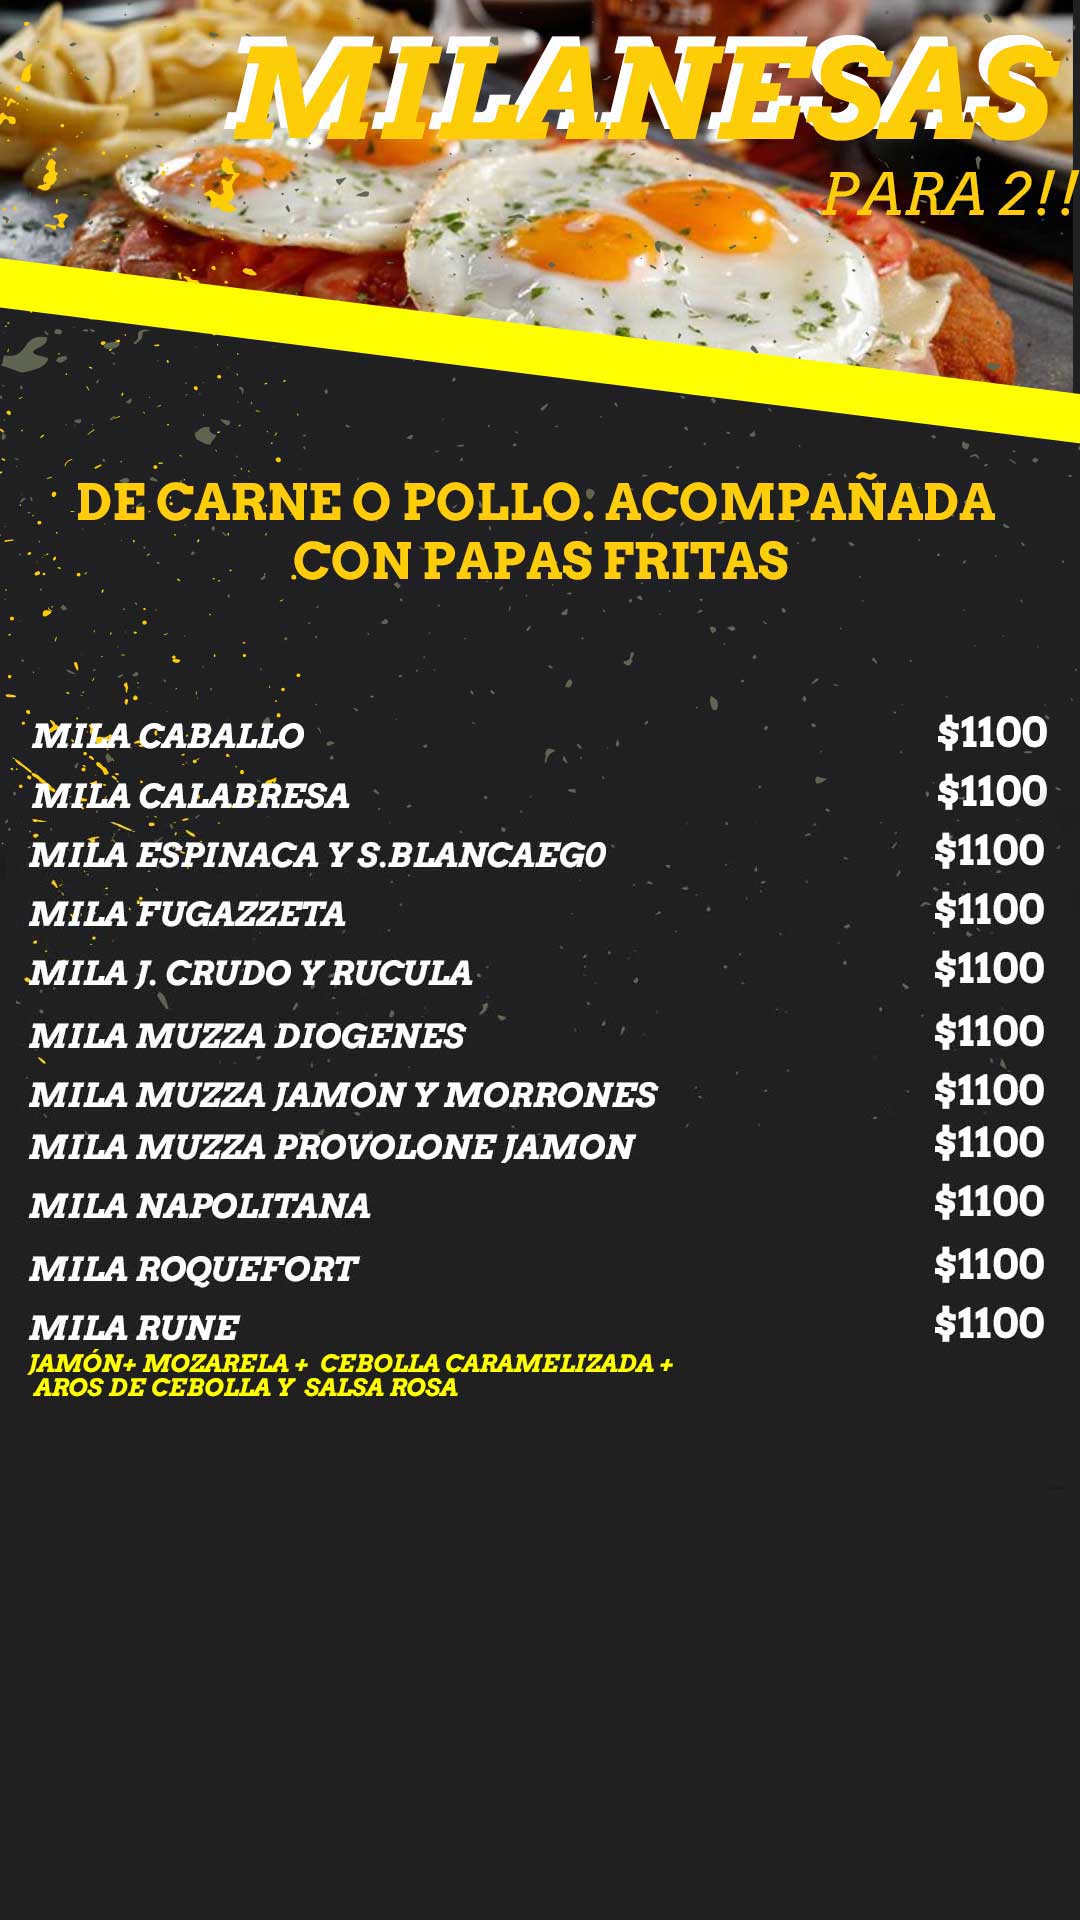 MILANESAS
PARA 2!!
DE CARNE O POLLO. ACOMPAÑADA
CON PAPAS FRITAS
MILA CABALLO $1100
MILA CALABRESA $1100
MILA ESPINACA Y S.BLANCAEG0 $1100
MILA FUGAZZETA $1100
MILA J. CRUDO Y RUCULA $1100
MILA MUZZA DIOGENES $1100
MILA MUZZA JAMON Y MORRONES $1100
MILA MUZZA PROVOLONE JAMON $1100
MILA NAPOLITANA $1100
MILA ROQUEFORT $1100
MILA RUNE $1100
JAMÓN+ MOZARELA + CEBOLLA CARAMELIZADA +
AROS DE CEBOLLA Y SALSA ROSA